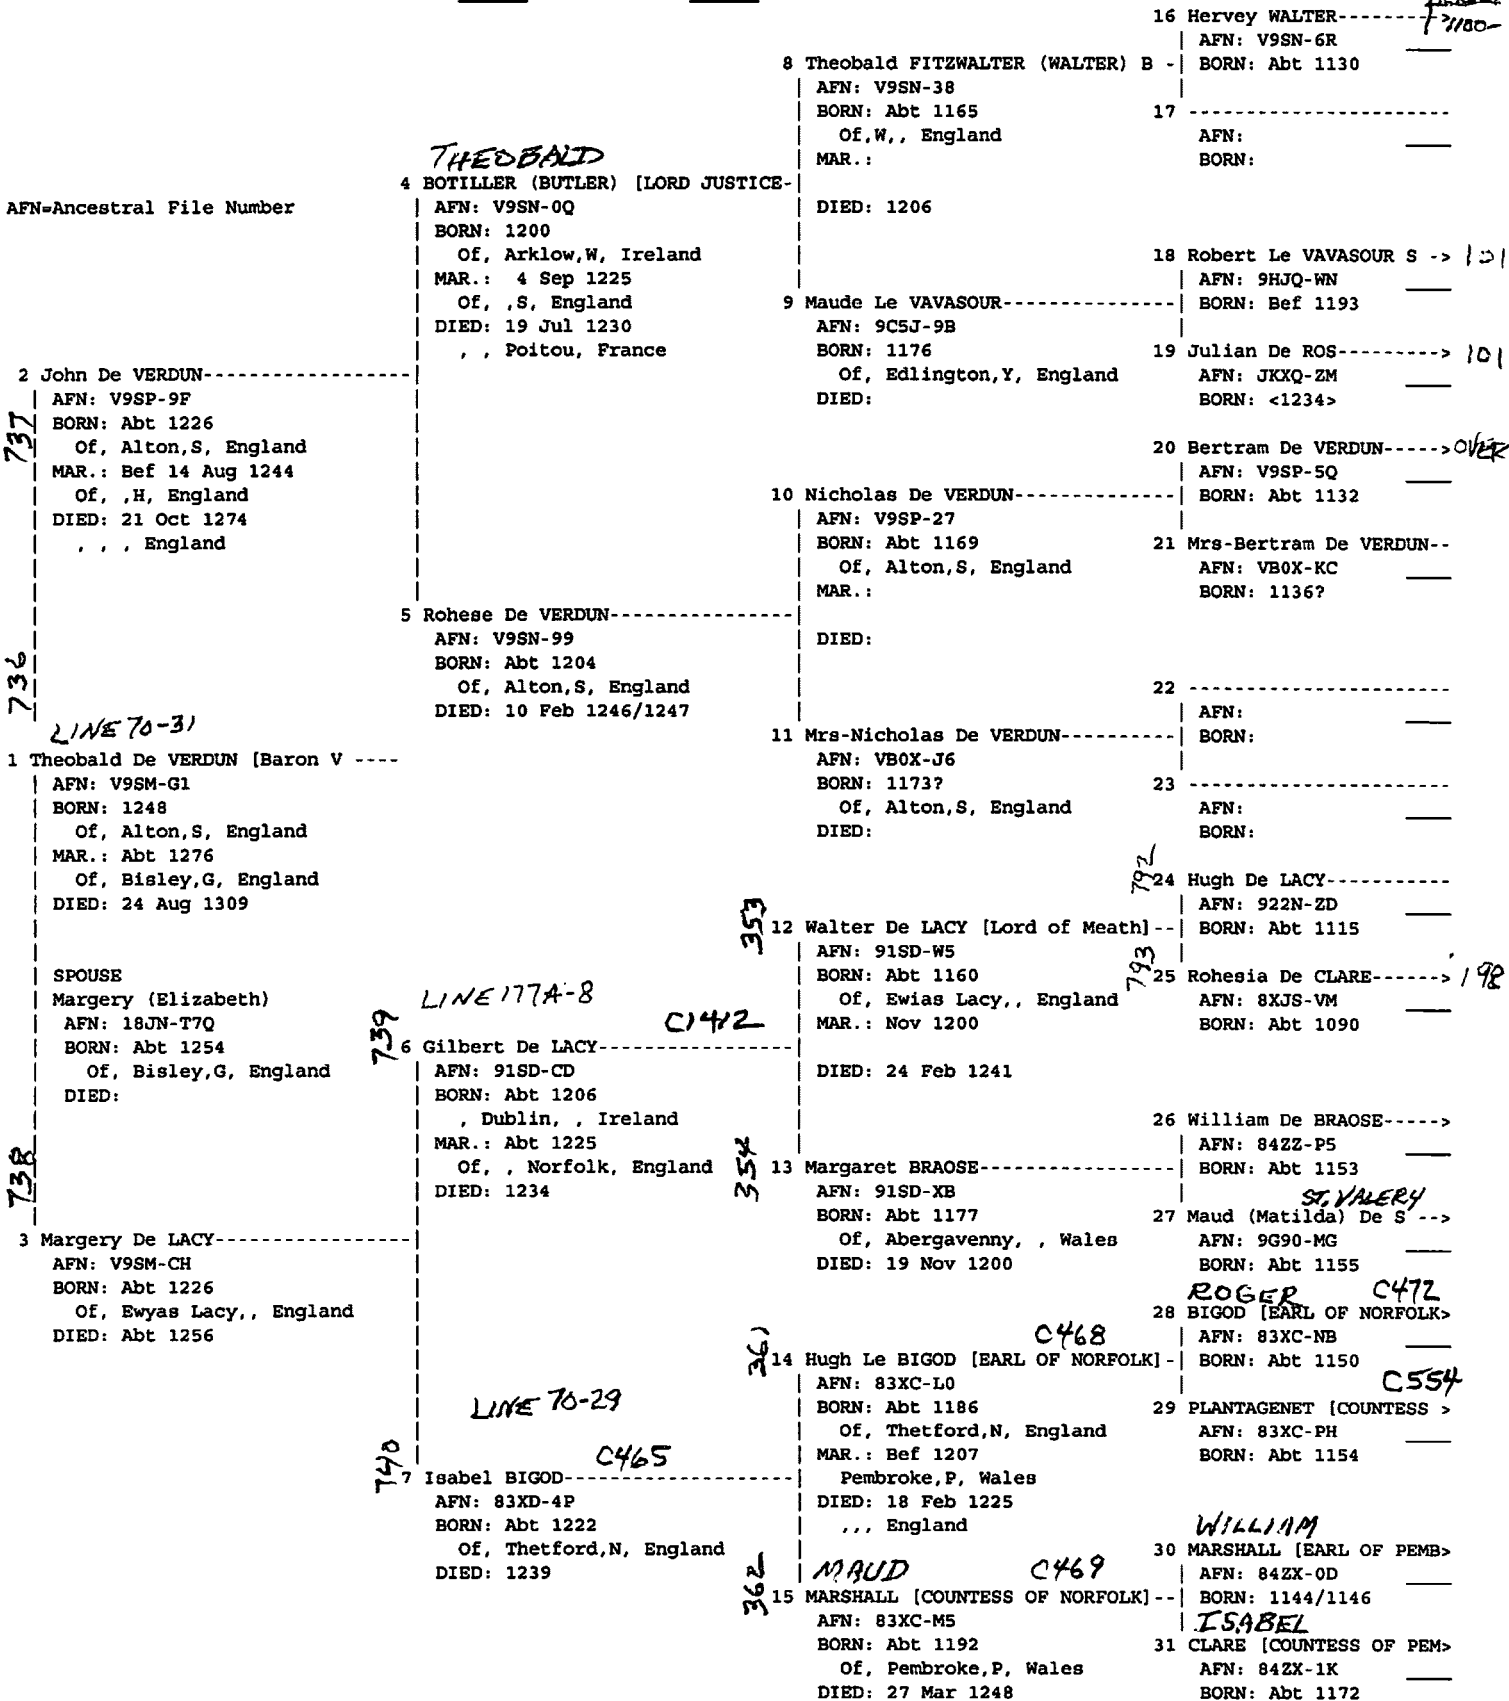 16 Hervey WALTER--------->
1180-
AFN: V9SN-6R
BORN: Abt 1130
8 Theobald FITZWALTER (WALTER) B -
AFN: V9SN-38
BORN: Abt 1165
Of,W,, England
MAR.:
DIED: 1206
17 -----------------------
AFN:
BORN:
THEOBALD
4 BOTILLER (BUTLER) [LORD JUSTICE-
AFN: V9SN-0Q
BORN: 1200
Of, Arklow,W, Ireland
MAR.: 4 Sep 1225
Of, ,S, England
DIED: 19 Jul 1230
, , Poitou, France
AFN=Ancestral File Number
18 Robert Le VAVASOUR S -> 101
AFN: 9HJQ-WN
BORN: Bef 1193
9 Maude Le VAVASOUR---------------
AFN: 9C5J-9B
BORN: 1176
Of, Edlington,Y, England
DIED:
19 Julian De ROS---------> 101
AFN: JKXQ-ZM
BORN: <1234>
2 John De VERDUN------------------
AFN: V9SP-9F
BORN: Abt 1226
Of, Alton,S, England
MAR.: Bef 14 Aug 1244
Of, ,H, England
DIED: 21 Oct 1274
, , , England
737
736
20 Bertram De VERDUN-----> OVER
AFN: V9SP-5Q
BORN: Abt 1132
10 Nicholas De VERDUN--------------
AFN: V9SP-27
BORN: Abt 1169
Of, Alton,S, England
MAR.:
DIED:
21 Mrs-Bertram De VERDUN--
AFN: VB0X-KC
BORN: 1136?
5 Rohese De VERDUN----------------
AFN: V9SN-99
BORN: Abt 1204
Of, Alton,S, England
DIED: 10 Feb 1246/1247
22 -----------------------
AFN:
BORN:
11 Mrs-Nicholas De VERDUN----------
AFN: VB0X-J6
BORN: 1173?
Of, Alton,S, England
DIED:
23 -----------------------
AFN:
BORN:
LINE 70-31
1 Theobald De VERDUN [Baron V ----
AFN: V9SM-G1
BORN: 1248
Of, Alton,S, England
MAR.: Abt 1276
Of, Bisley,G, England
DIED: 24 Aug 1309
SPOUSE
Margery (Elizabeth)
AFN: 18JN-T7Q
BORN: Abt 1254
Of, Bisley,G, England
DIED:
792
24 Hugh De LACY-----------
AFN: 922N-ZD
BORN: Abt 1115
353
12 Walter De LACY [Lord of Meath]--
AFN: 91SD-W5
BORN: Abt 1160
Of, Ewias Lacy,, England
MAR.: Nov 1200
DIED: 24 Feb 1241
793
25 Rohesia De CLARE------> 198
AFN: 8XJS-VM
BORN: Abt 1090
LINE 177A-8
739
C1412
6 Gilbert De LACY-----------------
AFN: 91SD-CD
BORN: Abt 1206
, Dublin, , Ireland
MAR.: Abt 1225
Of, , Norfolk, England
DIED: 1234
26 William De BRAOSE----->
AFN: 84ZZ-P5
BORN: Abt 1153
354
13 Margaret BRAOSE-----------------
AFN: 91SD-XB
BORN: Abt 1177
Of, Abergavenny, , Wales
DIED: 19 Nov 1200
ST. VALERY
27 Maud (Matilda) De S -->
AFN: 9G90-MG
BORN: Abt 1155
738
3 Margery De LACY-----------------
AFN: V9SM-CH
BORN: Abt 1226
Of, Ewyas Lacy,, England
DIED: Abt 1256
ROGER C472
28 BIGOD [EARL OF NORFOLK>
AFN: 83XC-NB
BORN: Abt 1150
361
C468
14 Hugh Le BIGOD [EARL OF NORFOLK]-
AFN: 83XC-L0
BORN: Abt 1186
Of, Thetford,N, England
MAR.: Bef 1207
Pembroke,P, Wales
DIED: 18 Feb 1225
,,, England
C554
29 PLANTAGENET [COUNTESS >
AFN: 83XC-PH
BORN: Abt 1154
LINE 70-29
740
C465
7 Isabel BIGOD--------------------
AFN: 83XD-4P
BORN: Abt 1222
Of, Thetford,N, England
DIED: 1239
WILLIAM
30 MARSHALL [EARL OF PEMB>
AFN: 84ZX-0D
BORN: 1144/1146
362
MAUD C469
15 MARSHALL [COUNTESS OF NORFOLK]--
AFN: 83XC-M5
BORN: Abt 1192
Of, Pembroke,P, Wales
DIED: 27 Mar 1248
ISABEL
31 CLARE [COUNTESS OF PEM>
AFN: 84ZX-1K
BORN: Abt 1172